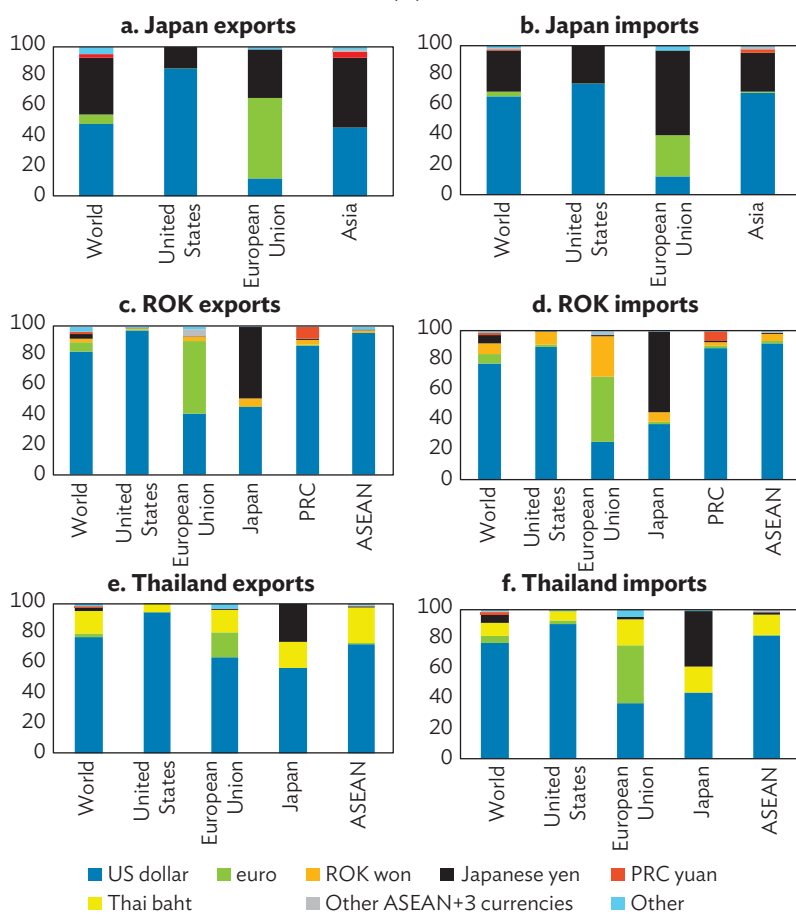 a. Japan exports
100
80
60
40
20
0
World
United
States
European
Union
Asia
b. Japan imports
100
80
60
40
20
0
World
United
States
European
Union
Asia
c. ROK exports
100
80
60
40
20
0
World
United
States
European
Union
Japan
PRC
ASEAN
d. ROK imports
100
80
60
40
20
0
World
United
States
European
Union
Japan
PRC
ASEAN
e. Thailand exports
100
80
60
40
20
0
World
United
States
European
Union
Japan
ASEAN
f. Thailand imports
100
80
60
40
20
0
World
United
States
European
Union
Japan
ASEAN
US dollar euro ROK won Japanese yen PRC yuan
Thai baht Other ASEAN+3 currencies Other